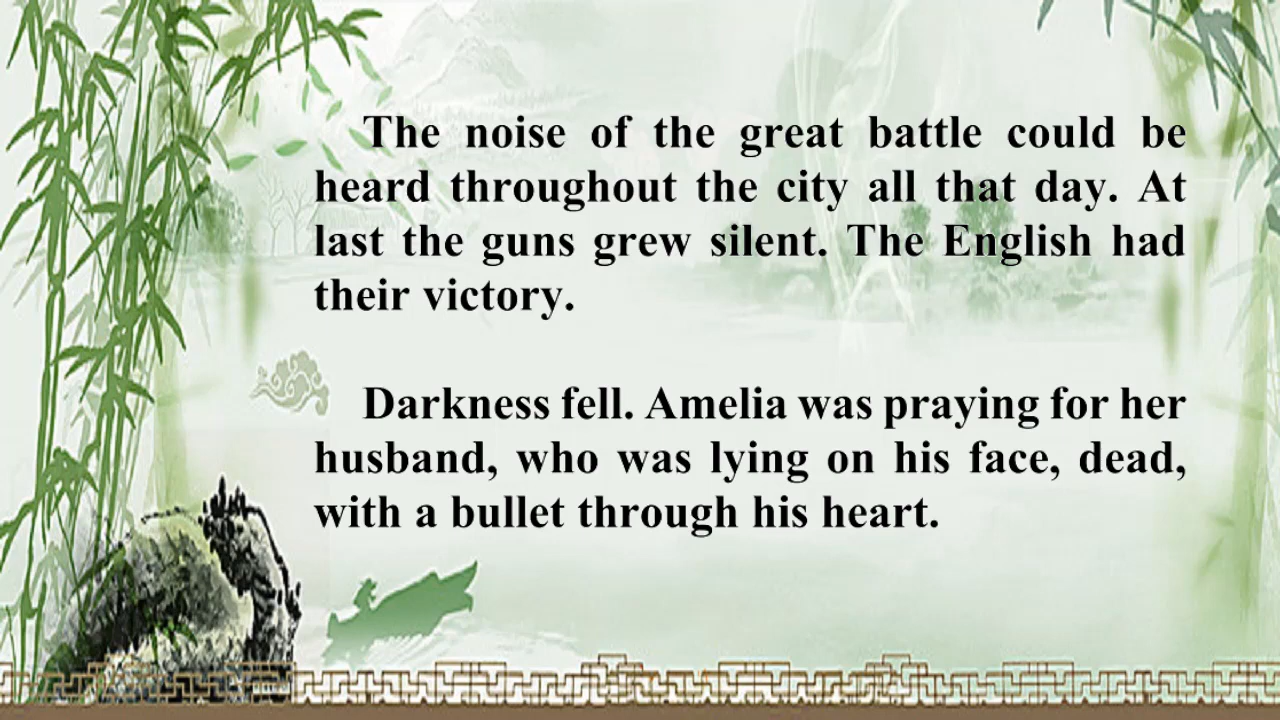 The noise of the great battle could be
heard throughout the city all that day. At
last the guns grew silent. The English had
their victory.
Darkness fell. Amelia was praying for her
husband, who was lying on his face, dead,
with a bullet through his heart.